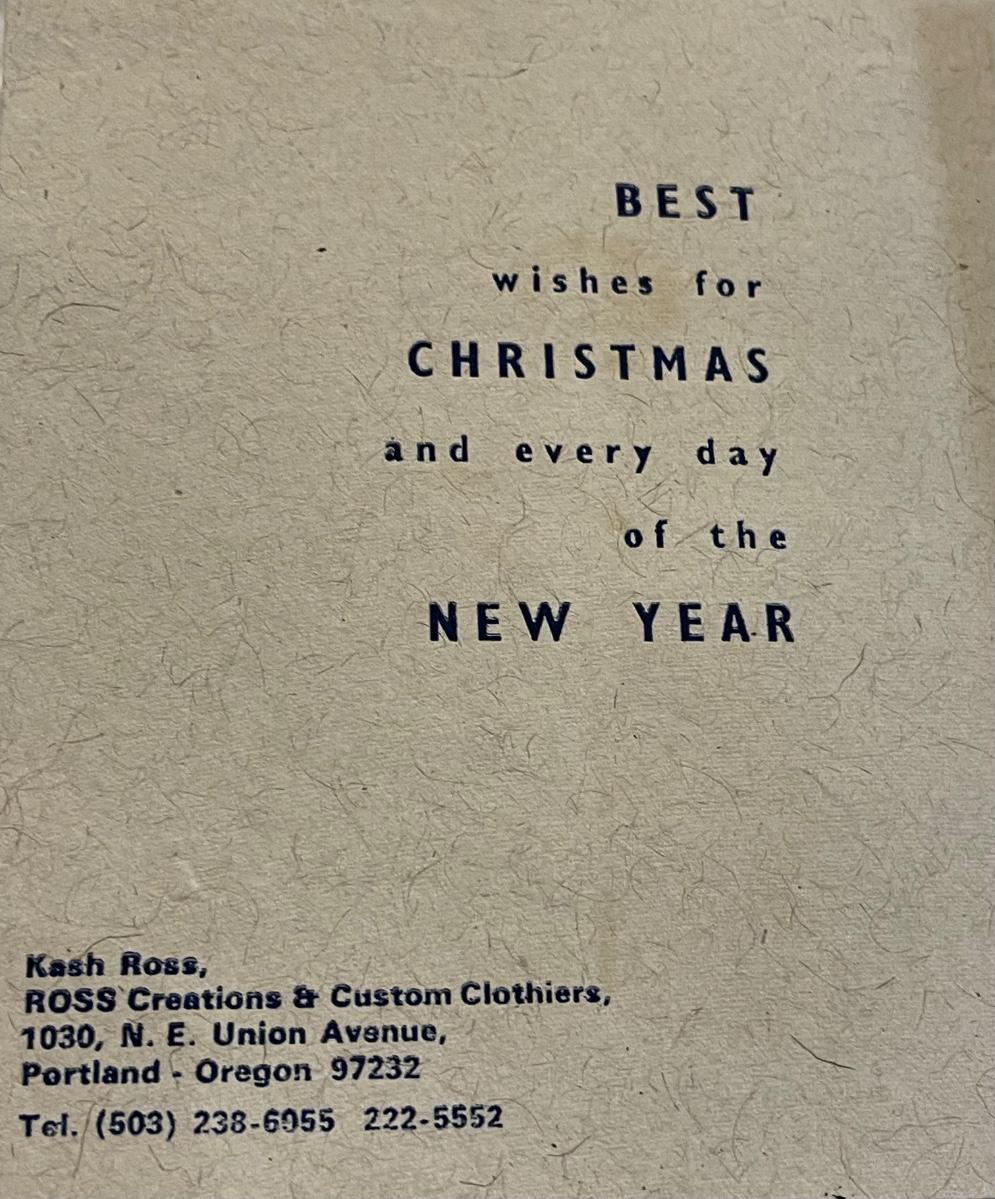 BEST
wishes for
CHRISTMAS
and every day
of the
NEW YEAR
Kash Ross,
ROSS Creations & Custom Clothiers,
1030, N. E. Union Avenue,
Portland - Oregon 97232
Tel. (503) 238-6955 222-5552